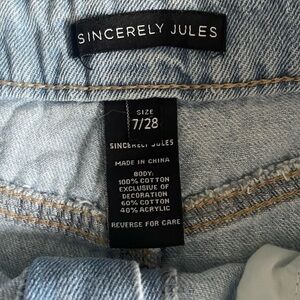 SINCERELY JULES
SIZE
7/28
SINCERELY JULES
MADE IN CHINA
BODY:
100% COTTON
EXCLUSIVE OF
DECORATION
60% COTTON
40% ACRYLIC
REVERSE FOR CARE